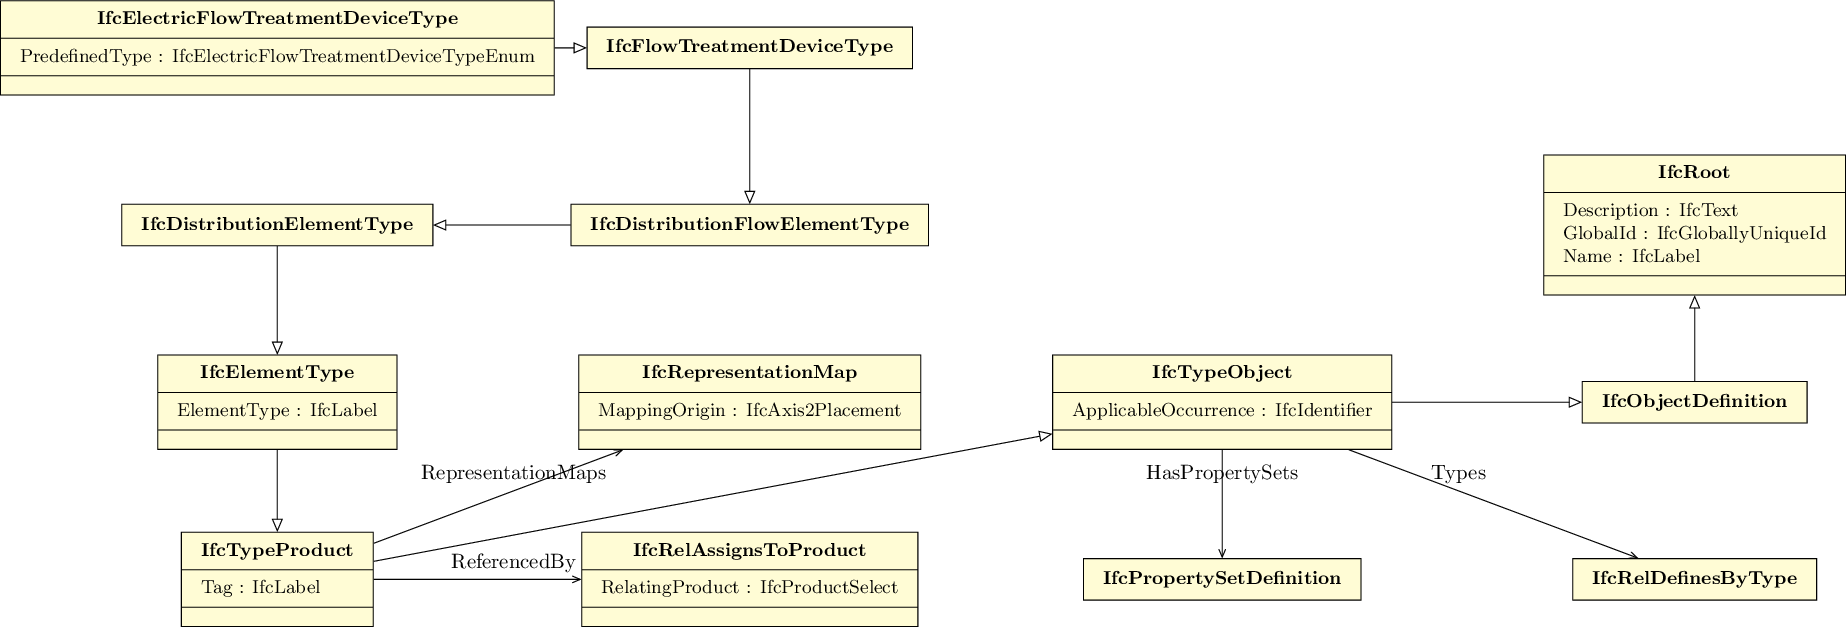 IfcElectricFlowTreatmentDeviceType
PredefinedType : IfcElectricFlowTreatmentDeviceTypeEnum
IfcFlowTreatmentDeviceType
IfcRoot
Description : IfcText
GlobalId : IfcGloballyUniqueId
Name : IfcLabel
IfcDistributionElementType
IfcDistributionFlowElementType
IfcElementType
ElementType : IfcLabel
IfcRepresentationMap
MappingOrigin : IfcAxis2Placement
IfcTypeObject
ApplicableOccurrence : IfcIdentifier
IfcObjectDefinition
RepresentationMaps
HasPropertySets
Types
IfcTypeProduct
Tag : IfcLabel
ReferencedBy
IfcRelAssignsToProduct
RelatingProduct : IfcProductSelect
IfcPropertySetDefinition
IfcRelDefinesByType